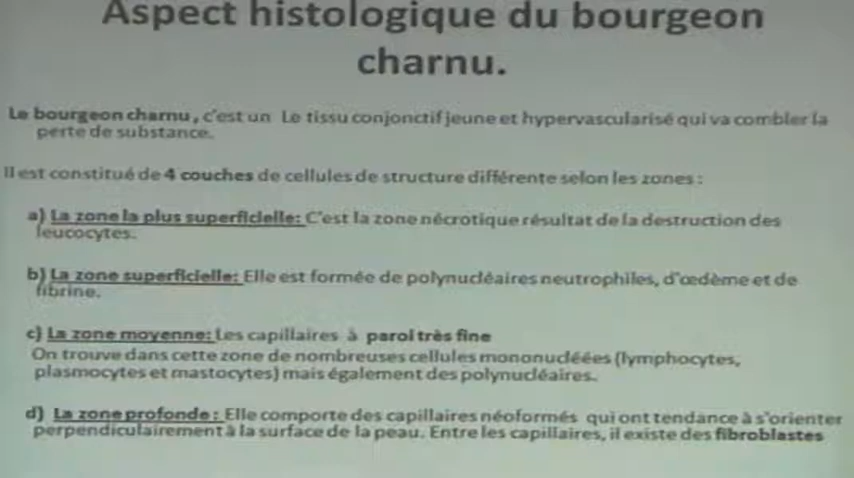 Aspect histologique du bourgeon
charnu.
Le bourgeon charnu, c'est un Le tissu conjonctif jeune et hypervascularisé qui va combler la
perte de substance.
Il est constitué de 4 couches de cellules de structure différente selon les zones :
a) La zone la plus superficielle: C'est la zone nécrotique résultat de la destruction des
leucocytes.
b) La zone superficielle: Elle est formée de polynucléaires neutrophiles, d'œdème et de
fibrine.
c) La zone moyenne: Les capillaires à paroi très fine
On trouve dans cette zone de nombreuses cellules mononucléées (lymphocytes,
plasmocytes et mastocytes) mais également des polynucléaires.
d) La zone profonde : Elle comporte des capillaires néoformés qui ont tendance à s'orienter
perpendiculairement à la surface de la peau. Entre les capillaires, il existe des fibroblastes